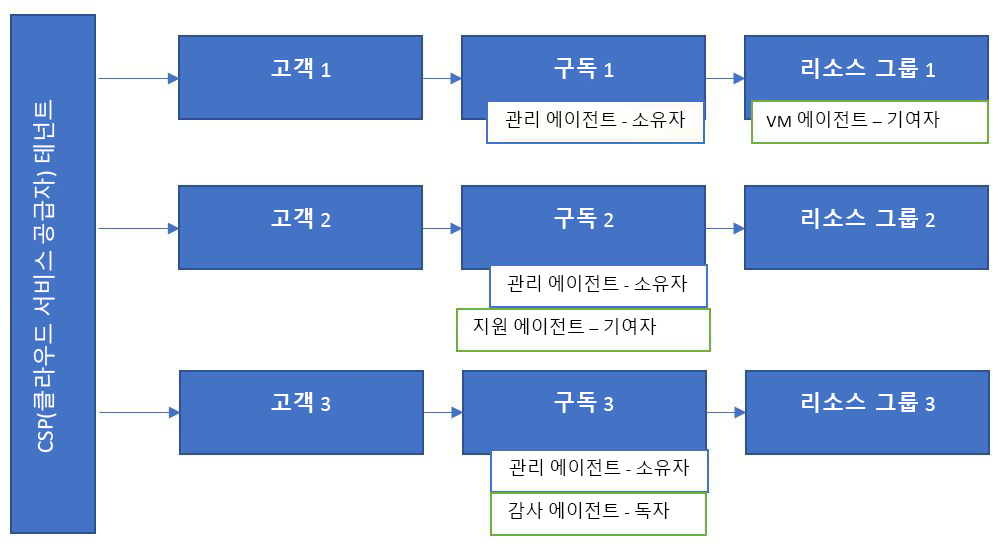 CSP(클라우드 서비스 공급자) 테넌트
고객 1
구독 1
리소스 그룹 1
관리 에이전트 - 소유자
VM 에이전트 – 기여자
고객 2
구독 2
리소스 그룹 2
관리 에이전트 - 소유자
지원 에이전트 – 기여자
고객 3
구독 3
리소스 그룹 3
관리 에이전트 - 소유자
감사 에이전트 - 독자